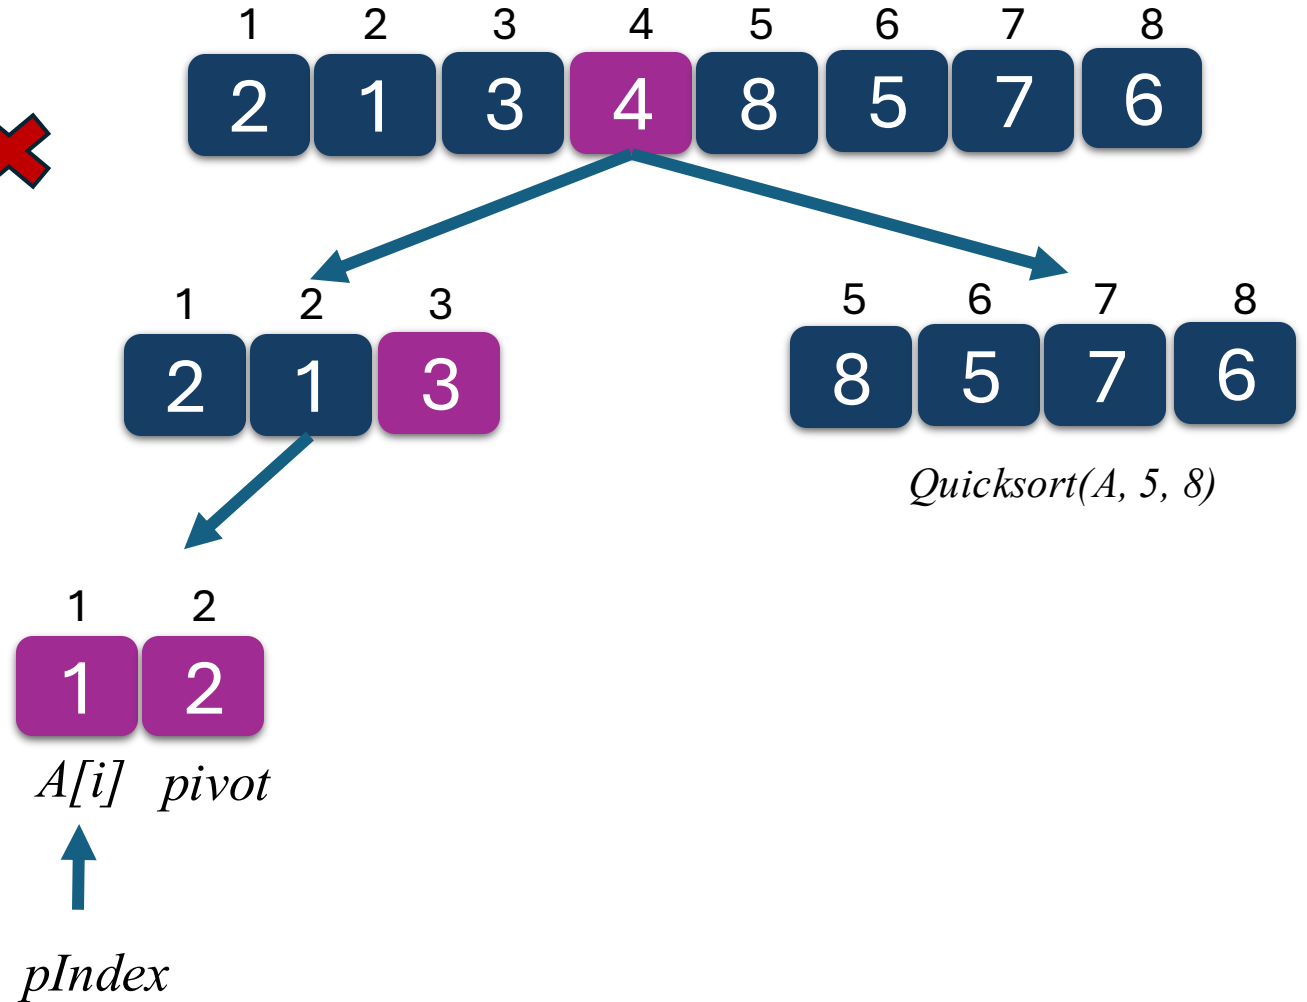 1 2 3 4 5 6 7 8
2 1 3 4 8 5 7 6
1 2 3
2 1 3
5 6 7 8
8 5 7 6
Quicksort(A, 5, 8)
1 2
1 2
A[i] pivot
pIndex